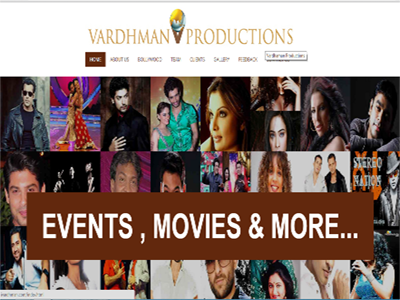 VARDHMAN PRODUCTIONS
HOME ABOUT US BOLLYWOOD TEAM CLIENTS GALLERY FEEDBACK Vardhman Productions
STEREO
NATION
EVENTS , MOVIES & MORE...